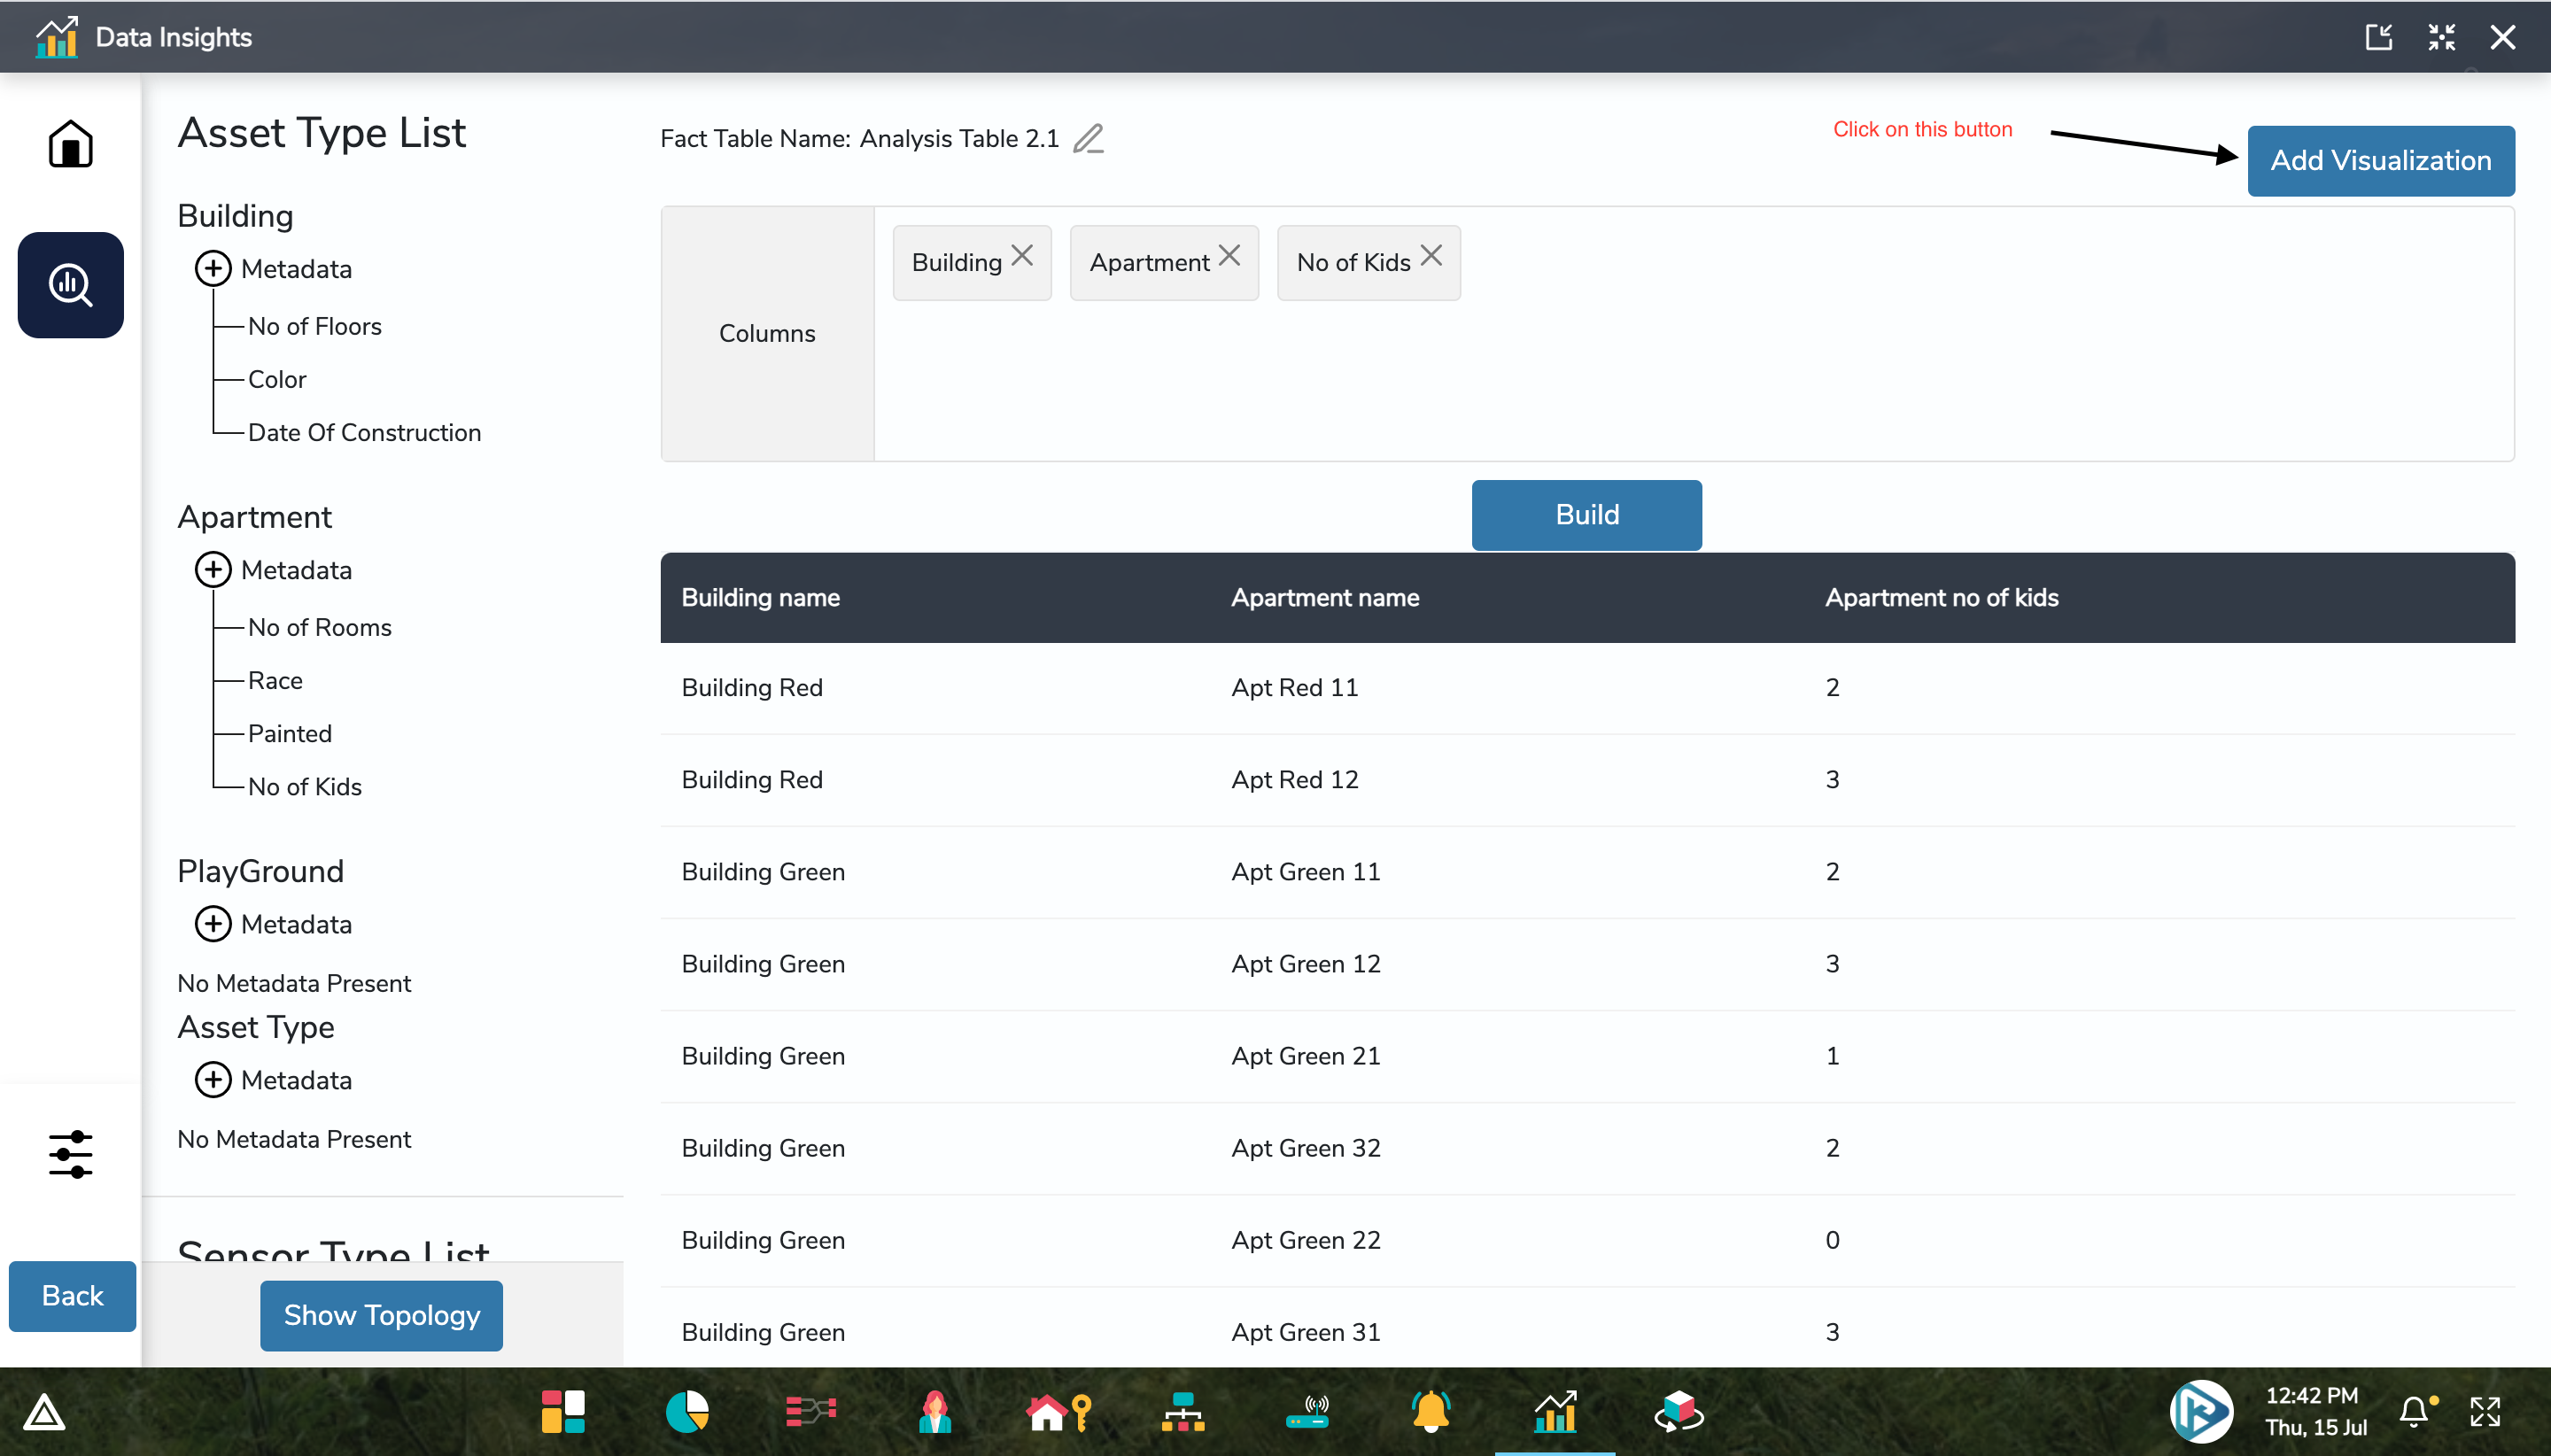 Data Insights
Asset Type List
Building
Metadata
No of Floors
Color
Date Of Construction
Apartment
Metadata
No of Rooms
Race
Painted
No of Kids
PlayGround
Metadata
No Metadata Present
Asset Type
Metadata
No Metadata Present
Sensor Type List
Show Topology
Back
Fact Table Name: Analysis Table 2.1
Click on this button
Add Visualization
Columns
Building
Apartment
No of Kids
Build
Building name Apartment name Apartment no of kids
Building Red Apt Red 11 2
Building Red Apt Red 12 3
Building Green Apt Green 11 2
Building Green Apt Green 12 3
Building Green Apt Green 21 1
Building Green Apt Green 32 2
Building Green Apt Green 22 0
Building Green Apt Green 31 3
12:42 PM
Thu, 15 Jul